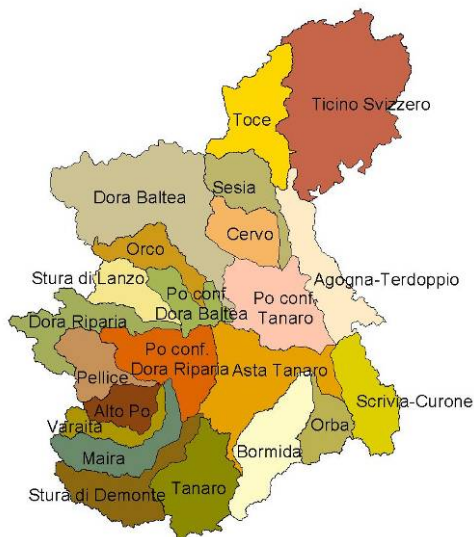 Ticino Svizzero
Toce
Dora Baltea
Sesia
Cervo
Orco
Stura di Lanzo
Po conf.
Dora Baltea
Po conf.
Tanaro
Agogna-Terdoppio
Dora Riparia
Po conf.
Dora Riparia
Asta Tanaro
Pellice
Alto Po
Scrivia-Curone
Varaita
Orba
Bormida
Maira
Tanaro
Stura di Demonte